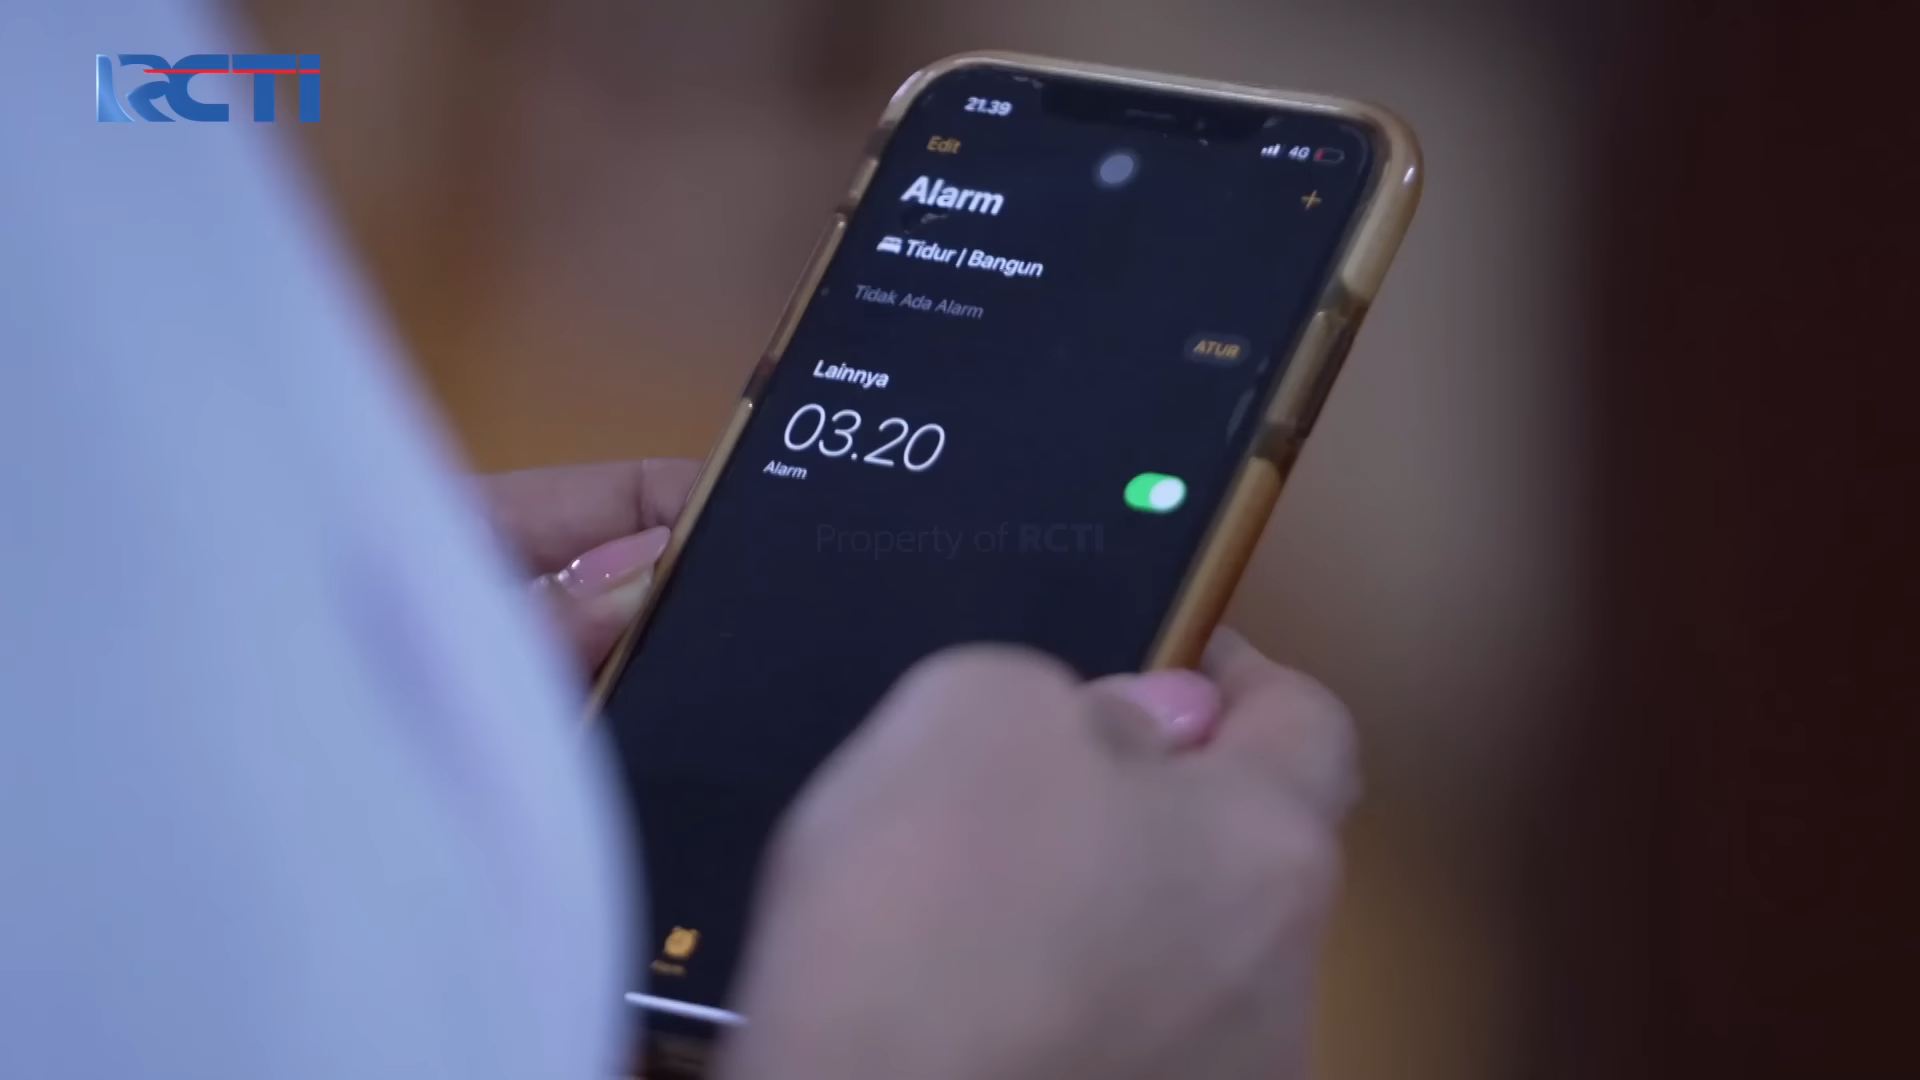 RCTI
21.39
4G
Edit
+
Alarm
Tidur | Bangun
Tidak Ada Alarm
ATUR
Lainnya
03.20
Alarm
Property of RCTI